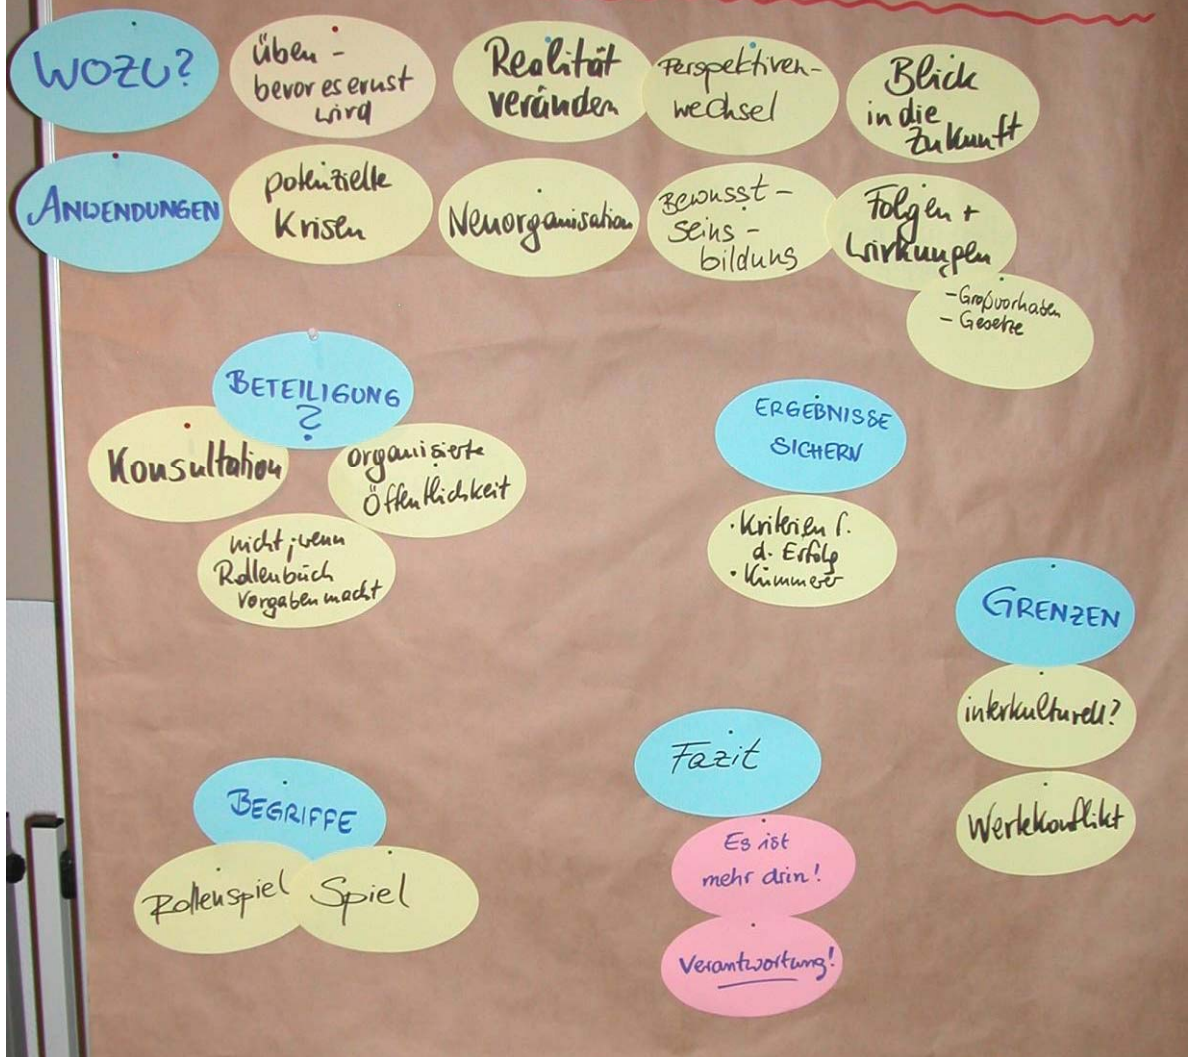 WOZU?
Üben -
bevor es ernst
wird
Realität
verändern
Perspektiven-
wechsel
Blick
in die
Zukunft
ANWENDUNGEN
potenzielle
Krisen
Neuorganisation
Bewusst-
seins-
bildung
Folgen +
Wirkungen
- Großvorhaben
- Gesetze
BETEILIGUNG
?
Konsultation
organisierte
Öffentlichkeit
nicht, wenn
Rollenbuch
Vorgaben macht
ERGEBNISSE
SICHERN
• Kriterien f.
d. Erfolg
• Kümmerer
GRENZEN
interkulturell?
Wertekonflikt
Fazit
Es ist
mehr drin!
Verantwortung!
BEGRIFFE
Rollenspiel
Spiel